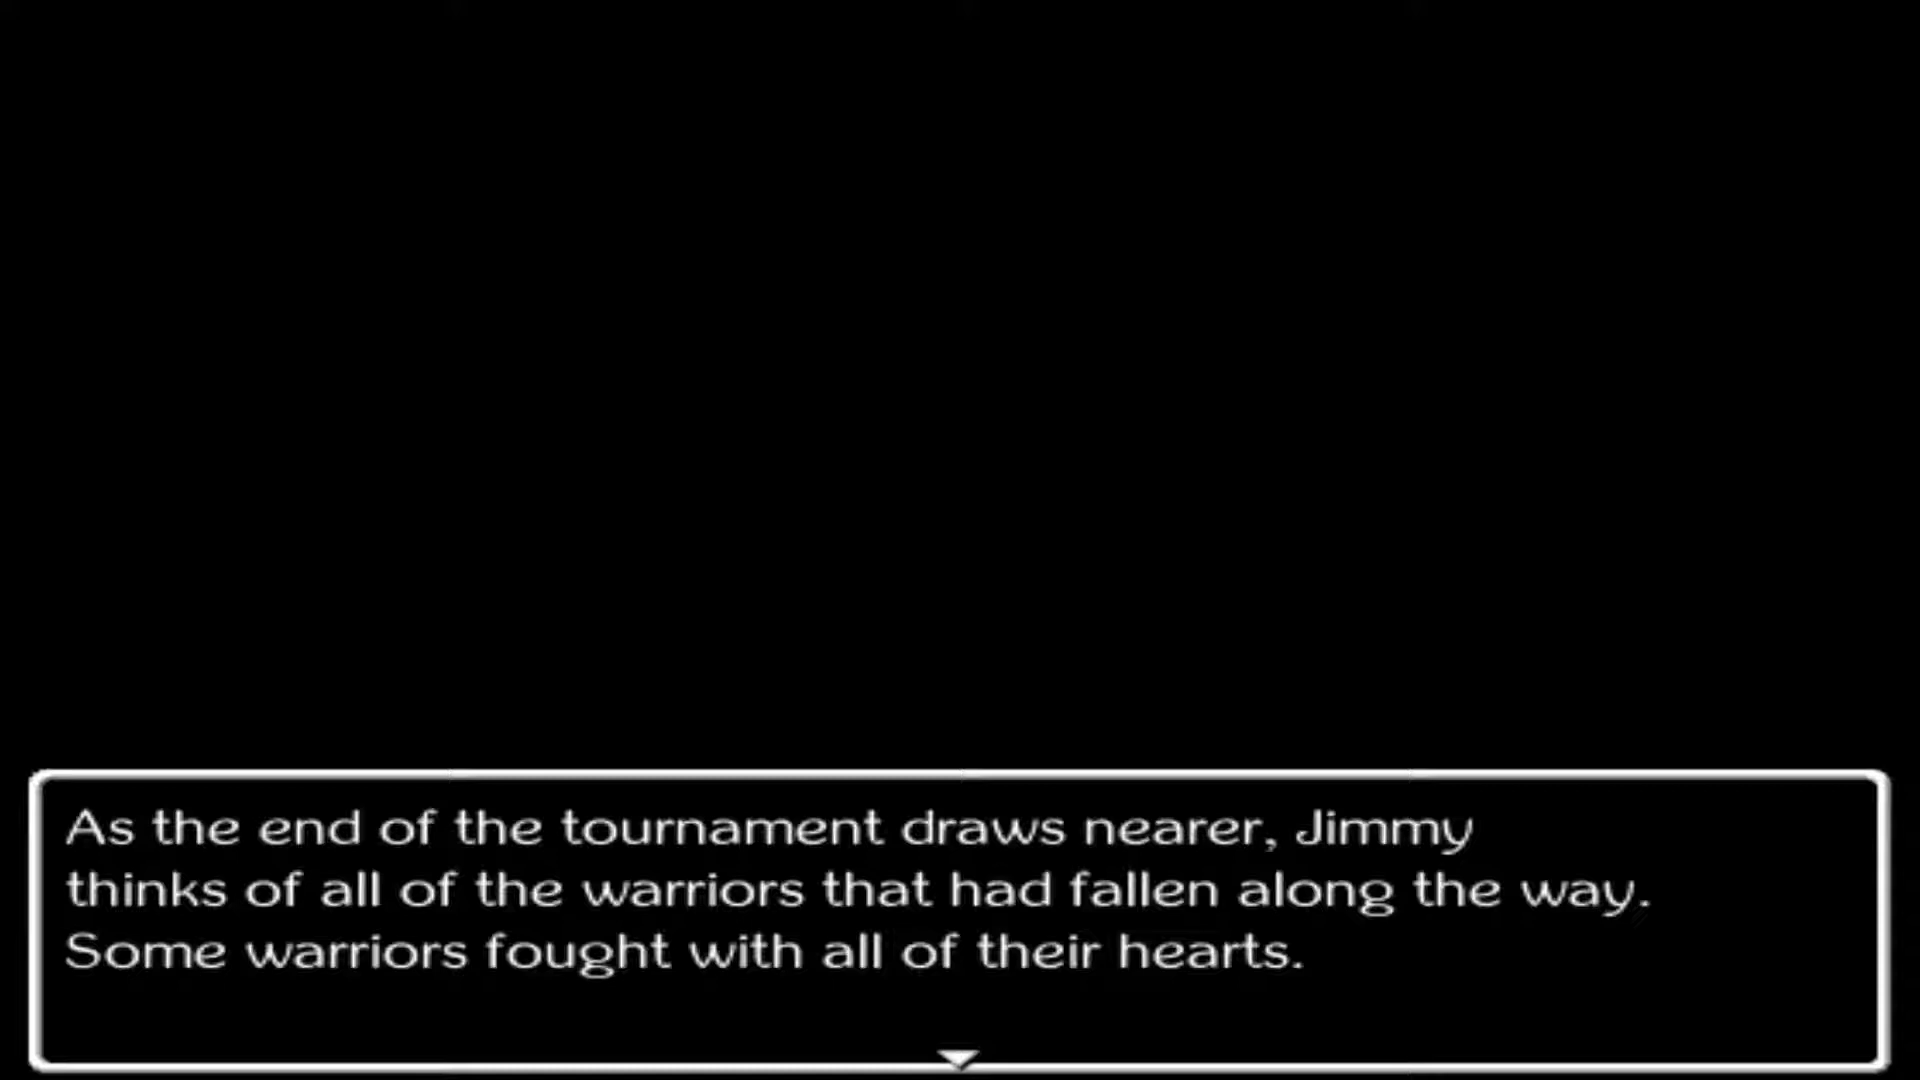 As the end of the tournament draws nearer, Jimmy
thinks of all of the warriors that had fallen along the way.
Some warriors fought with all of their hearts.